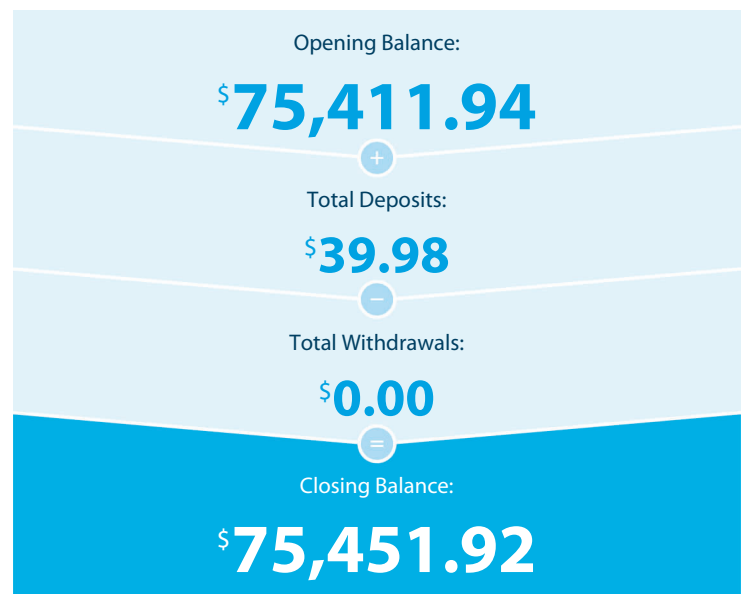 Opening Balance:
$75,411.94
+
Total Deposits:
$39.98
−
Total Withdrawals:
$0.00
=
Closing Balance:
$75,451.92